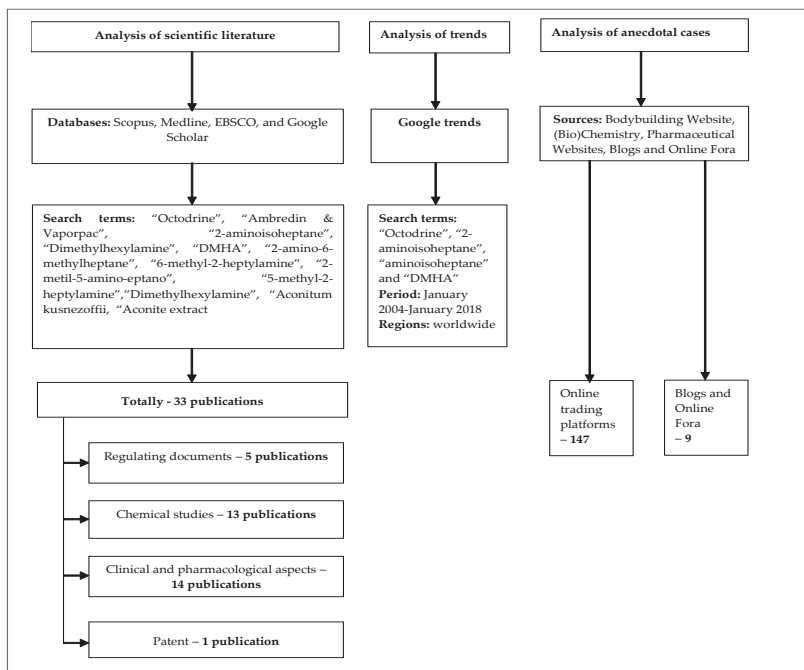 Analysis of scientific literature
Databases: Scopus, Medline, EBSCO, and Google
Scholar
Search terms: "Octodrine", "Ambredin &
Vaporpac", "2-aminoisoheptane",
"Dimethylhexylamine", "DMHA", "2-amino-6-
methylheptane", "6-methyl-2-heptylamine", "2-
metil-5-amino-eptano", "5-methyl-2-
heptylamine","Dimethylhexylamine", "Aconitum
kusnezoffii, "Aconite extract
Totally - 33 publications
Regulating documents – 5 publications
Chemical studies – 13 publications
Clinical and pharmacological aspects –
14 publications
Patent – 1 publication
Analysis of trends
Google trends
Search terms:
"Octodrine", "2-
aminoisoheptane",
"aminoisoheptane"
and "DMHA"
Period: January
2004-January 2018
Regions: worldwide
Analysis of anecdotal cases
Sources: Bodybuilding Website,
(Bio)Chemistry, Pharmaceutical
Websites, Blogs and Online Fora
Online
trading
platforms
– 147
Blogs and
Online
Fora
– 9